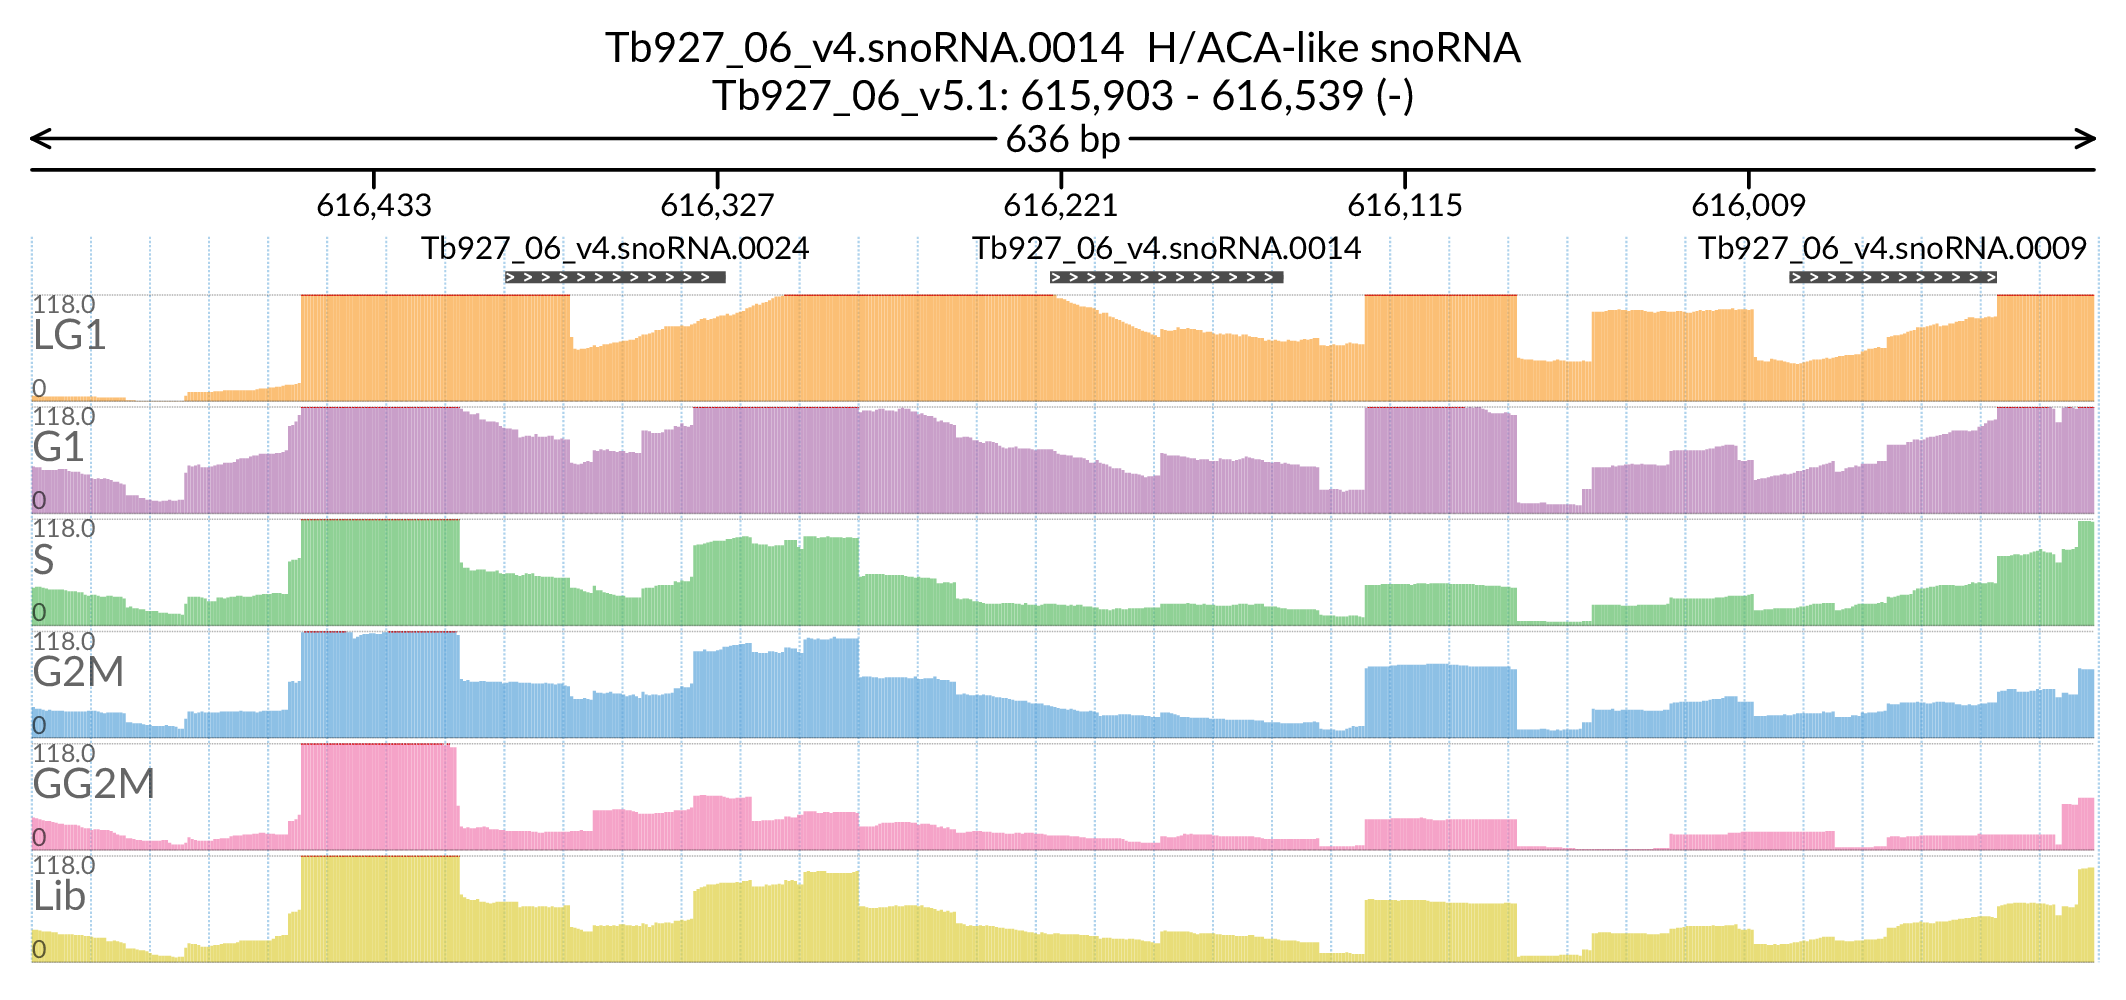 Tb927_06_v4.snoRNA.0014 H/ACA-like snoRNA
Tb927_06_v5.1: 615,903 - 616,539 (-)
636 bp
616,433 616,327 616,221 616,115 616,009
Tb927_06_v4.snoRNA.0024 Tb927_06_v4.snoRNA.0014 Tb927_06_v4.snoRNA.0009
118.0
LG1
0
118.0
G1
0
118.0
S
0
118.0
G2M
0
118.0
GG2M
0
118.0
Lib
0